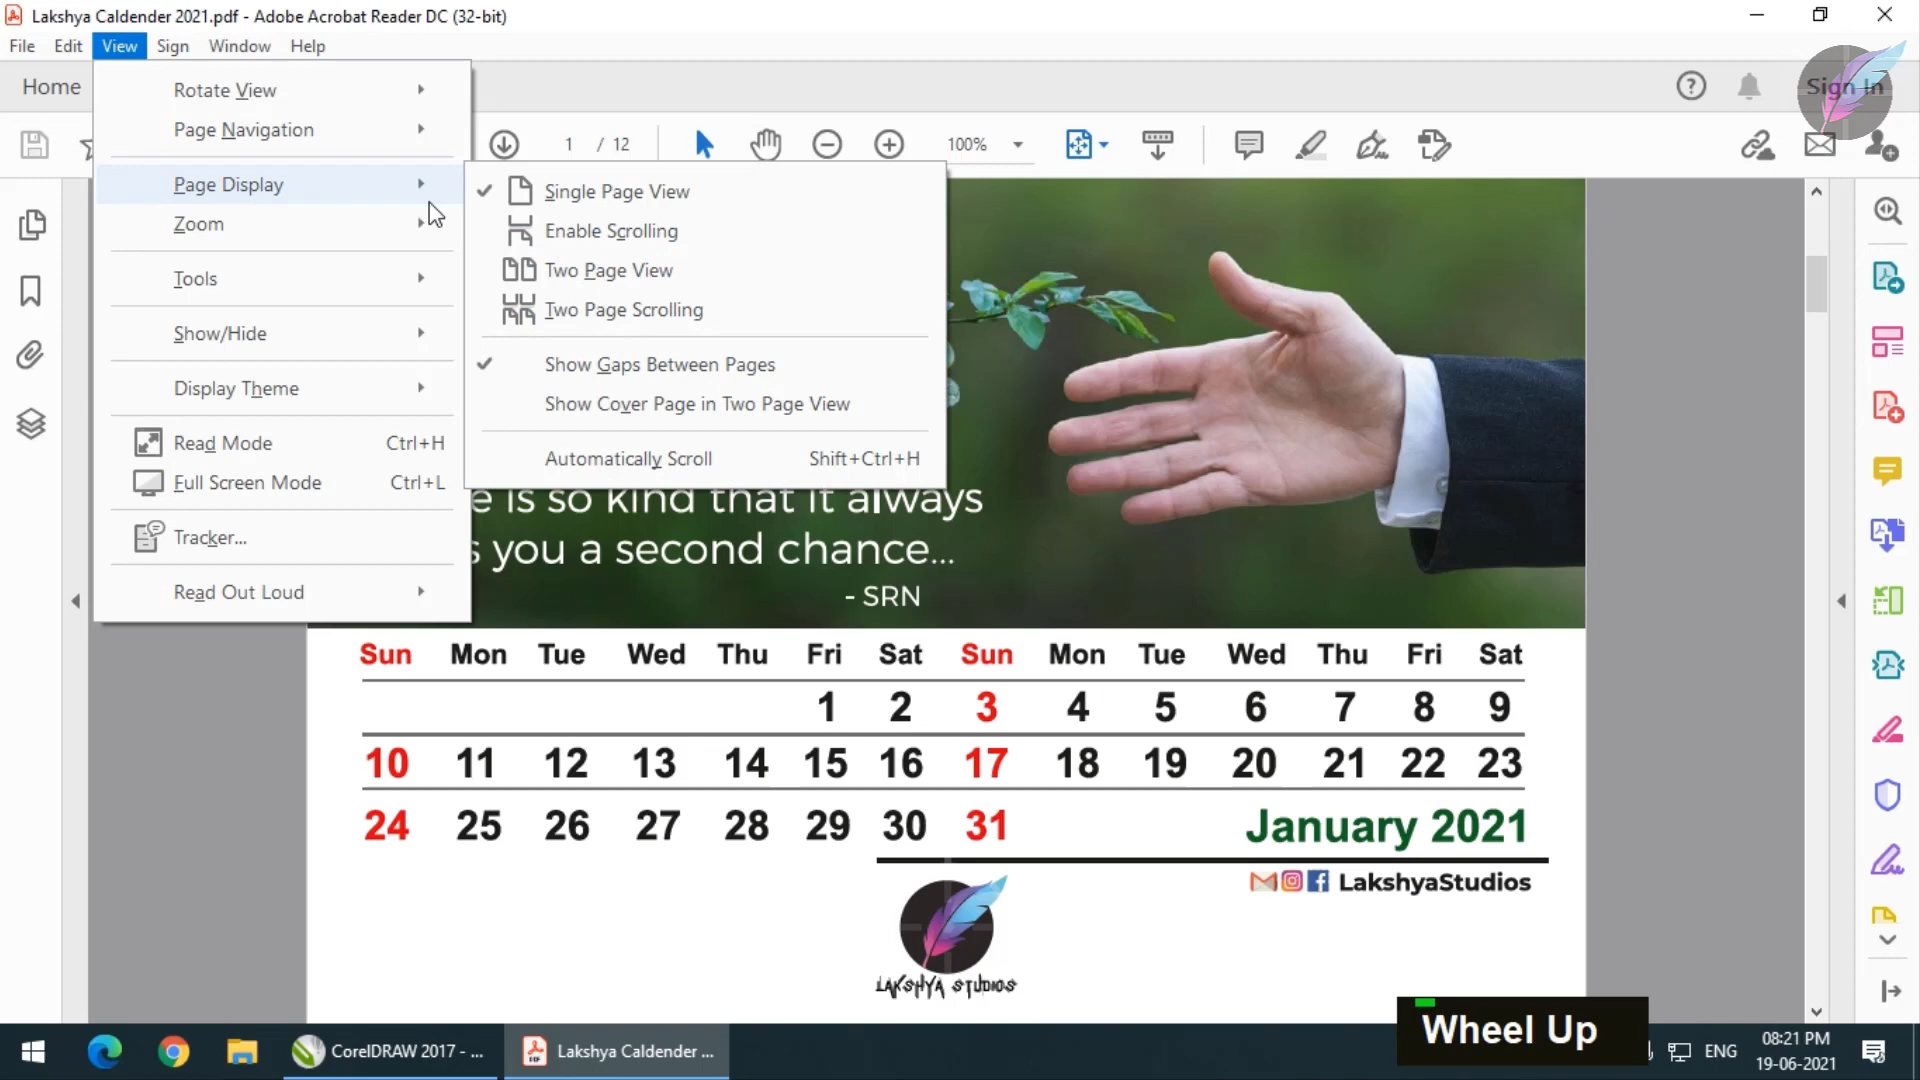 Lakshya Caldender 2021.pdf - Adobe Acrobat Reader DC (32-bit)
File Edit View Sign Window Help
Home
Sign In
Rotate View
Page Navigation
Page Display
Zoom
Tools
Show/Hide
Display Theme
Read Mode Ctrl+H
Full Screen Mode Ctrl+L
Tracker...
Read Out Loud
1 / 12
100%
Single Page View
Enable Scrolling
Two Page View
Two Page Scrolling
Show Gaps Between Pages
Show Cover Page in Two Page View
Automatically Scroll Shift+Ctrl+H
e is so kind that it always
s you a second chance...
- SRN
Sun Mon Tue Wed Thu Fri Sat Sun Mon Tue Wed Thu Fri Sat
1 2 3 4 5 6 7 8 9
10 11 12 13 14 15 16 17 18 19 20 21 22 23
24 25 26 27 28 29 30 31 January 2021
LakshyaStudios
LAKSHYA STUDIOS
Wheel Up
CorelDRAW 2017 - ...
Lakshya Caldender ...
ENG
08:21 PM
19-06-2021